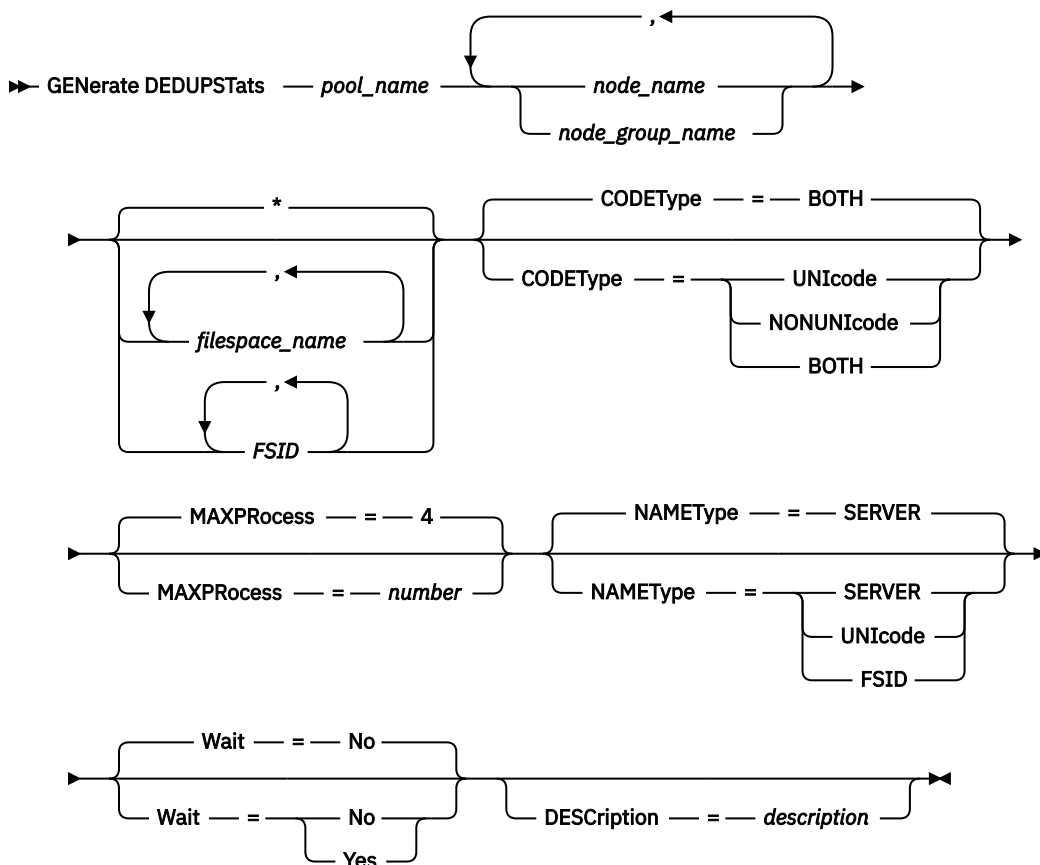 ,
GENerate DEDUPSTats pool_name node_name
node_group_name
*
,
filespace_name
,
FSID
CODEType = BOTH
CODEType = UNIcode
NONUNIcode
BOTH
MAXPRocess = 4
MAXPRocess = number
NAMEType = SERVER
NAMEType = SERVER
UNIcode
FSID
Wait = No
Wait = No
Yes
DESCription = description